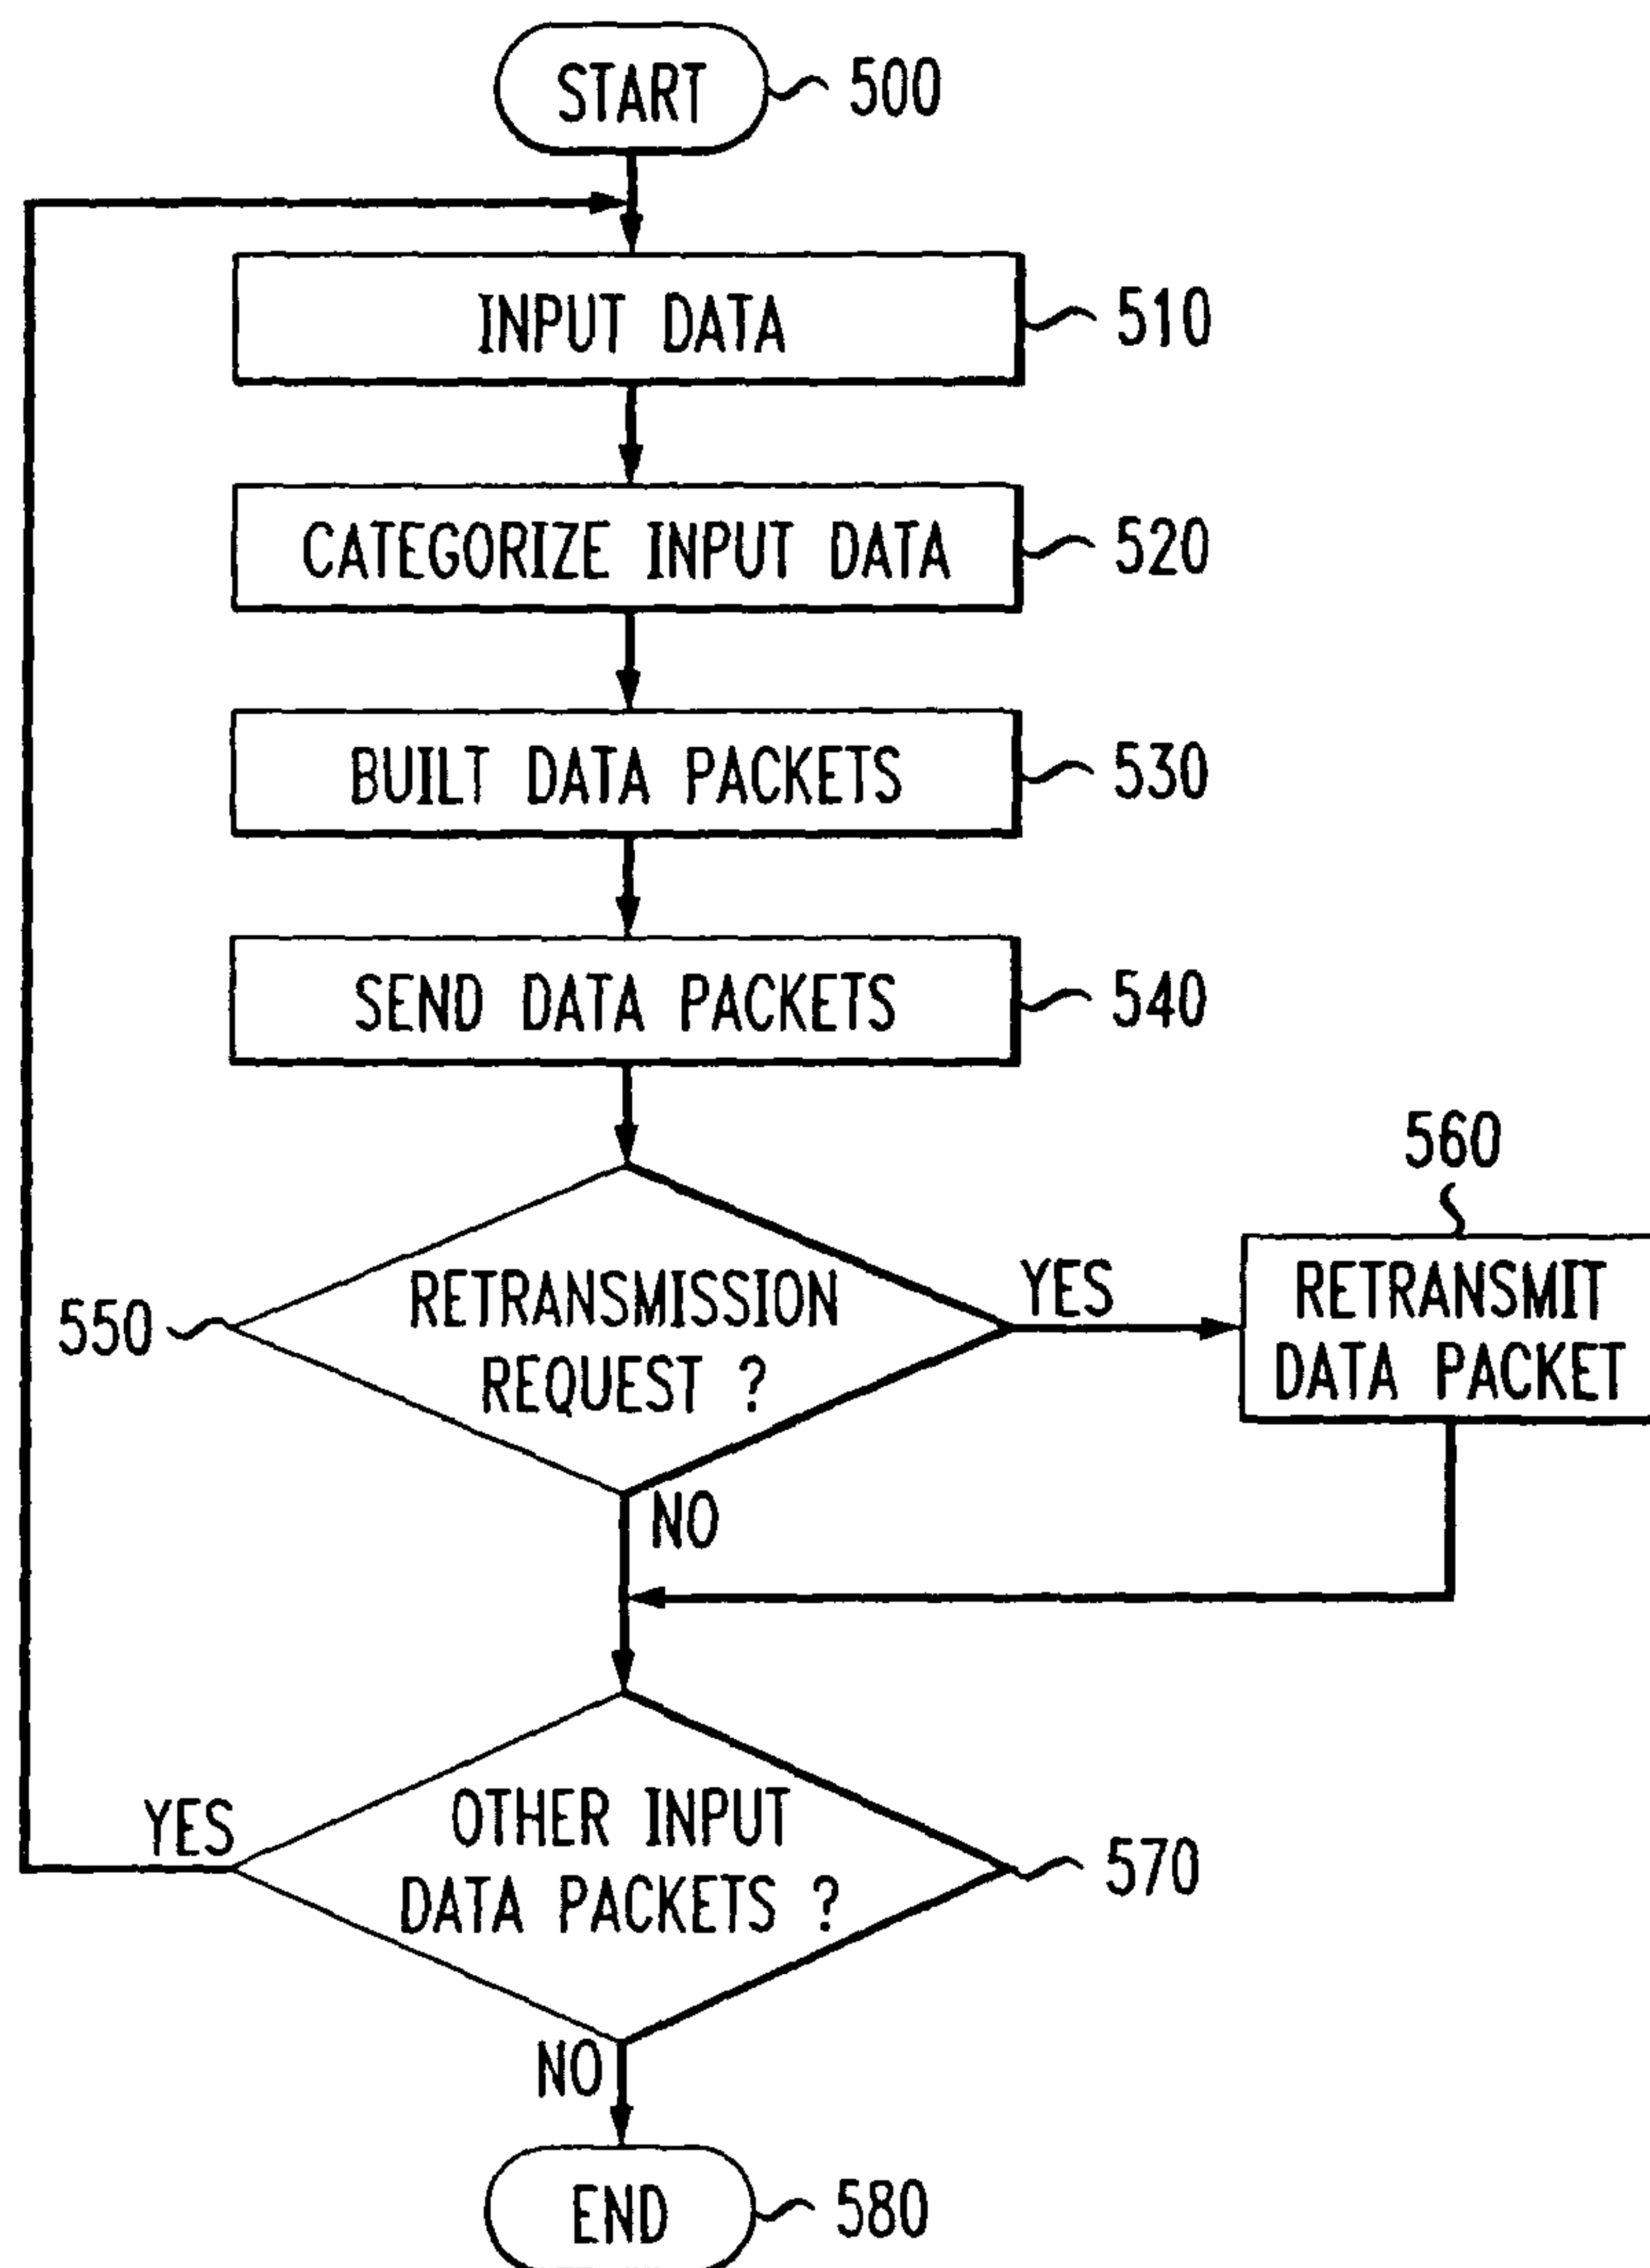 START
500
INPUT DATA
510
CATEGORIZE INPUT DATA
520
BUILT DATA PACKETS
530
SEND DATA PACKETS
540
560
RETRANSMISSION
REQUEST ?
550
YES
RETRANSMIT
DATA PACKET
NO
OTHER INPUT
DATA PACKETS ?
YES
570
NO
END
580